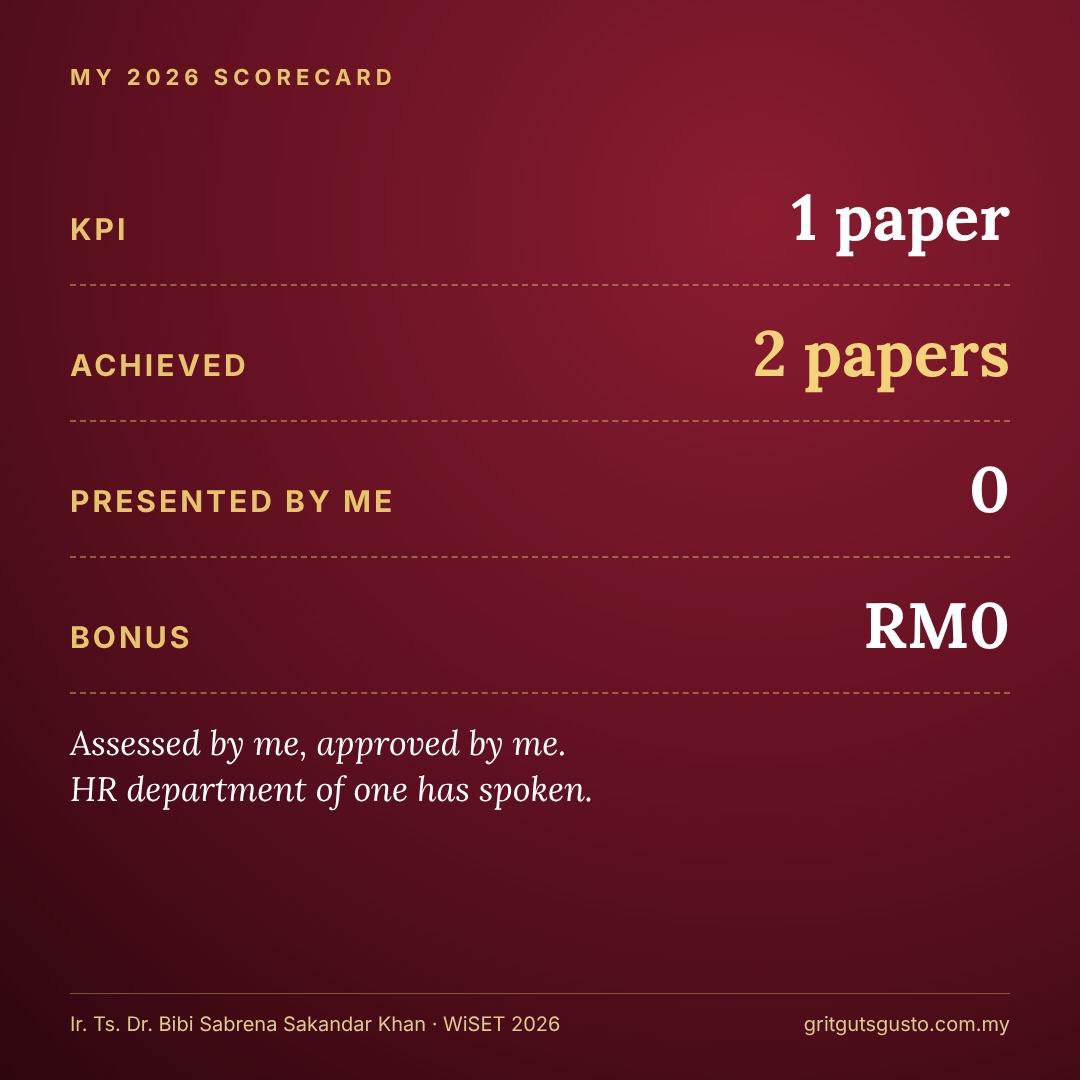 MY 2026 SCORECARD
KPI 1 paper
ACHIEVED 2 papers
PRESENTED BY ME 0
BONUS RM0
Assessed by me, approved by me.
HR department of one has spoken.
Ir. Ts. Dr. Bibi Sabrena Sakandar Khan · WiSET 2026 gritgutsgusto.com.my